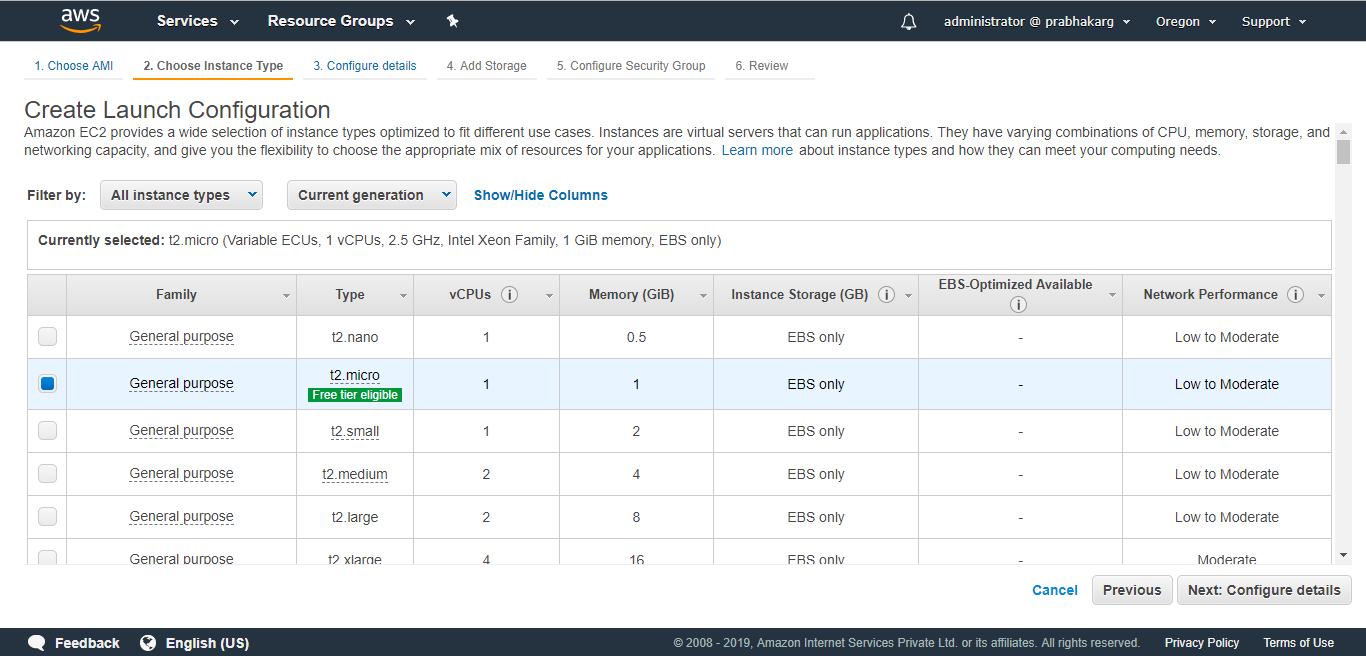 aws Services Resource Groups administrator @ prabhakarg Oregon Support
1. Choose AMI 2. Choose Instance Type 3. Configure details 4. Add Storage 5. Configure Security Group 6. Review
Create Launch Configuration
Amazon EC2 provides a wide selection of instance types optimized to fit different use cases. Instances are virtual servers that can run applications. They have varying combinations of CPU, memory, storage, and
networking capacity, and give you the flexibility to choose the appropriate mix of resources for your applications. Learn more about instance types and how they can meet your computing needs.
Filter by: All instance types Current generation Show/Hide Columns
Currently selected: t2.micro (Variable ECUs, 1 vCPUs, 2.5 GHz, Intel Xeon Family, 1 GiB memory, EBS only)
Family Type vCPUs Memory (GiB) Instance Storage (GB) EBS-Optimized Available Network Performance
General purpose t2.nano 1 0.5 EBS only - Low to Moderate
General purpose t2.micro 1 1 EBS only - Low to Moderate
Free tier eligible
General purpose t2.small 1 2 EBS only - Low to Moderate
General purpose t2.medium 2 4 EBS only - Low to Moderate
General purpose t2.large 2 8 EBS only - Low to Moderate
General purpose t2.xlarge 4 16 EBS only - Moderate
Cancel Previous Next: Configure details
Feedback English (US) © 2008 - 2019, Amazon Internet Services Private Ltd. or its affiliates. All rights reserved. Privacy Policy Terms of Use